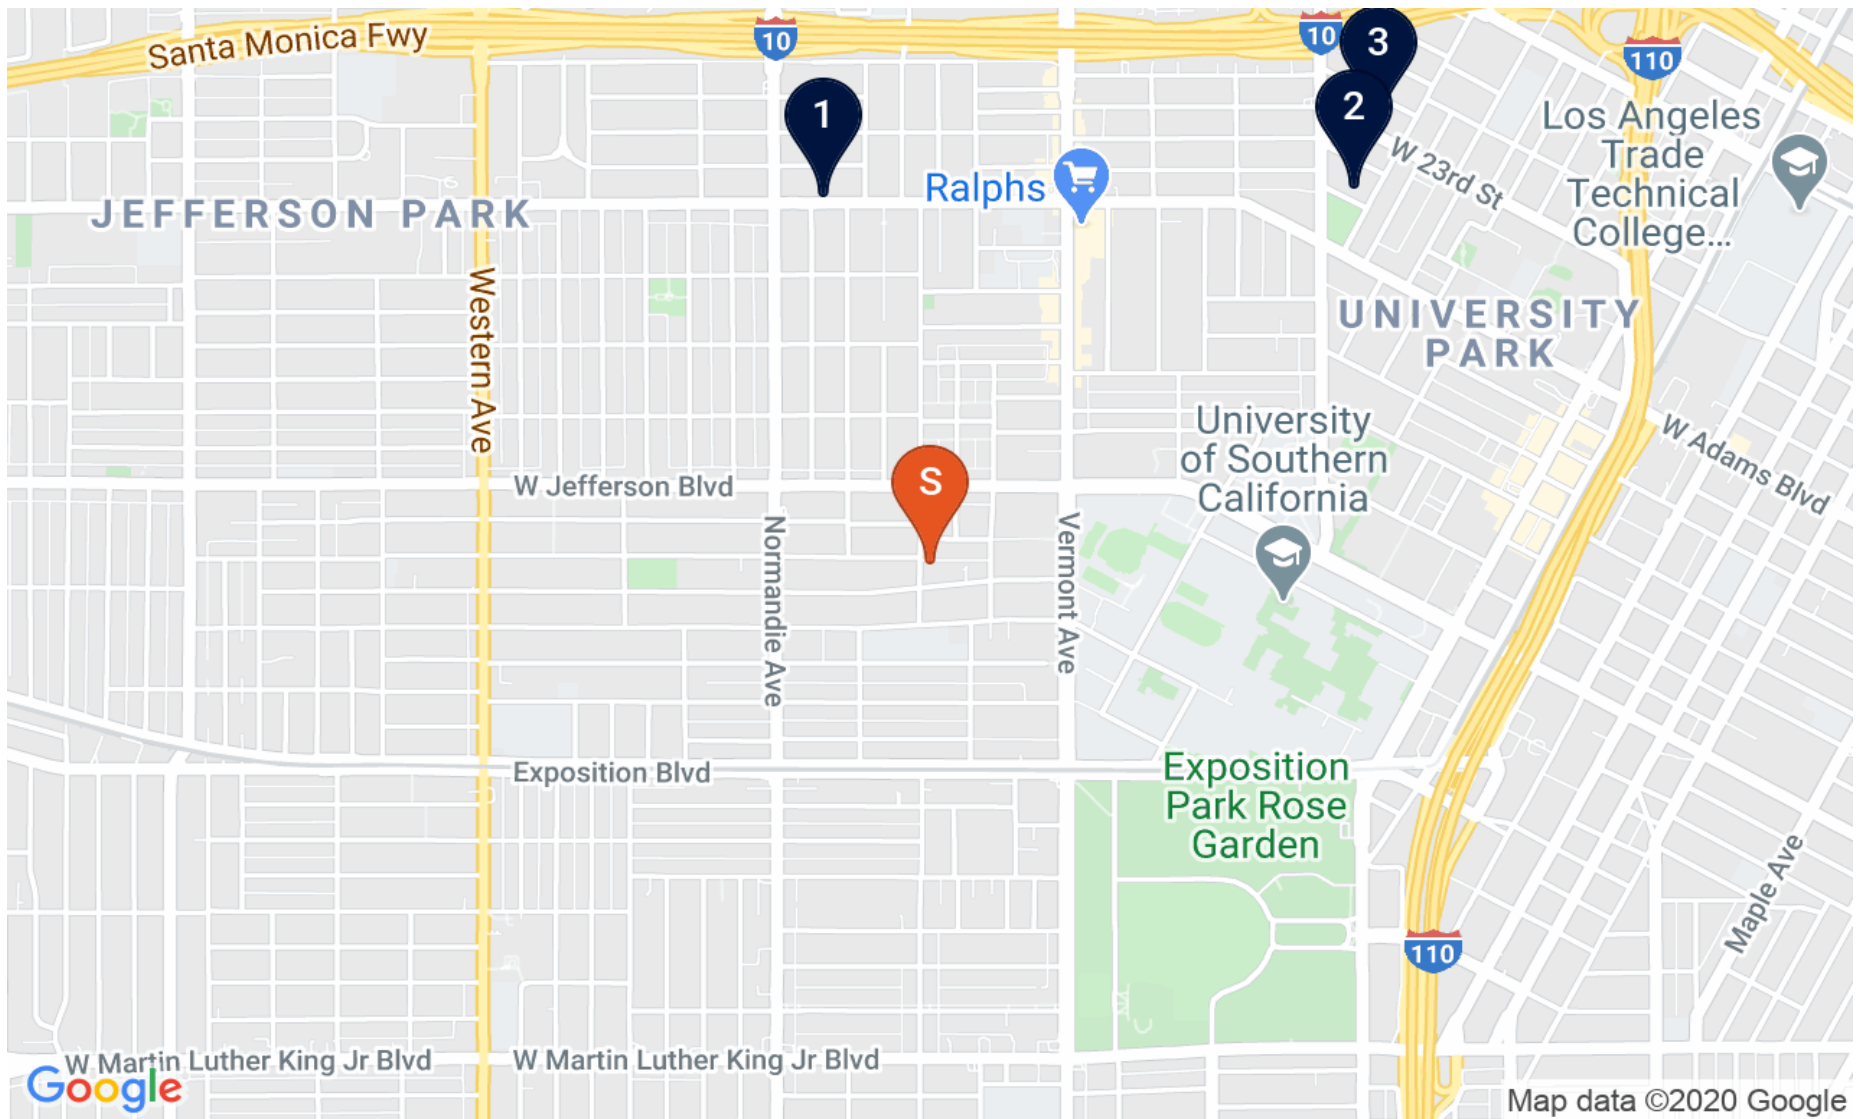 Santa Monica Fwy
10
10
3
110
1
2
Los Angeles
Trade
Technical
College...
W 23rd St
Ralphs
JEFFERSON PARK
Western Ave
UNIVERSITY
PARK
University
of Southern
California
W Adams Blvd
W Jefferson Blvd
S
Normandie Ave
Vermont Ave
Exposition Blvd
Exposition
Park Rose
Garden
Maple Ave
110
W Martin Luther King Jr Blvd
W Martin Luther King Jr Blvd
Google
Map data ©2020 Google